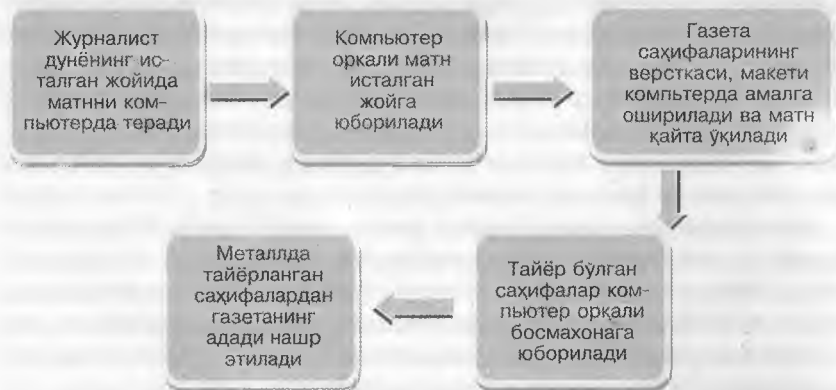 Журналист
дунёнинг ис-
талган жойида
матнни ком-
пьютерда теради
Компьютер
оркали матн
исталган
жойга
юборилади
Газета
саҳифаларининг
версткаси, макети
компьтерда амалга
оширилади ва матн
қайта ўқилади
Тайёр бўлган
саҳифалар ком-
пьютер орқали
босмахонага
юборилади
Металлда
тайёрланган
саҳифалардан
газетанинг
адади нашр
этилади